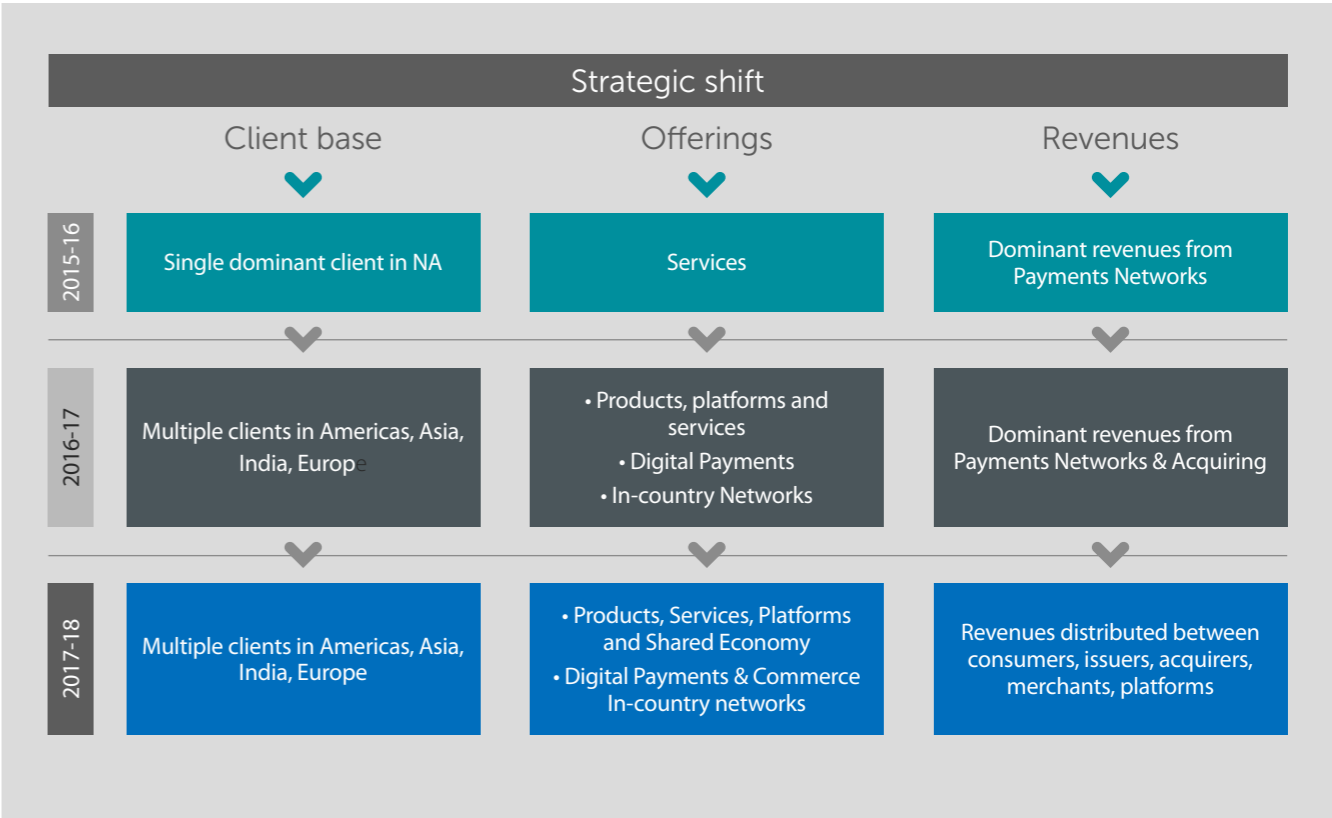 Strategic shift
Client base
Offerings
Revenues
2015-16
Single dominant client in NA
Services
Dominant revenues from
Payments Networks
2016-17
Multiple clients in Americas, Asia,
India, Europe
• Products, platforms and
services
• Digital Payments
• In-country Networks
Dominant revenues from
Payments Networks & Acquiring
2017-18
Multiple clients in Americas, Asia,
India, Europe
• Products, Services, Platforms
and Shared Economy
• Digital Payments & Commerce
In-country networks
Revenues distributed between
consumers, issuers, acquirers,
merchants, platforms